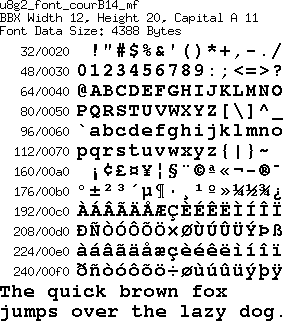 u8g2_font_courB14_mf
BBX Width 12, Height 20, Capital A 11
Font Data Size: 4388 Bytes
32/0020 !"#$%&'()*+,-./
48/0030 0123456789:;<=>?
64/0040 @ABCDEFGHIJKLMNO
80/0050 PQRSTUVWXYZ[\]^_
96/0060 `abcdefghijklmno
112/0070 pqrstuvwxyz{|}~
160/00a0 ¡¢£¤¥¦§¨©ª«¬-®¯
176/00b0 °±²³´µ¶·¸¹º»¼½¾¿
192/00c0 ÀÁÂÃÄÅÆÇÈÉÊËÌÍÎÏ
208/00d0 ÐÑÒÓÔÕÖ×ØÙÚÛÜÝÞß
224/00e0 àáâãäåæçèéêëìíîï
240/00f0 ðñòóôõö÷øùúûüýþÿ
The quick brown fox
jumps over the lazy dog.